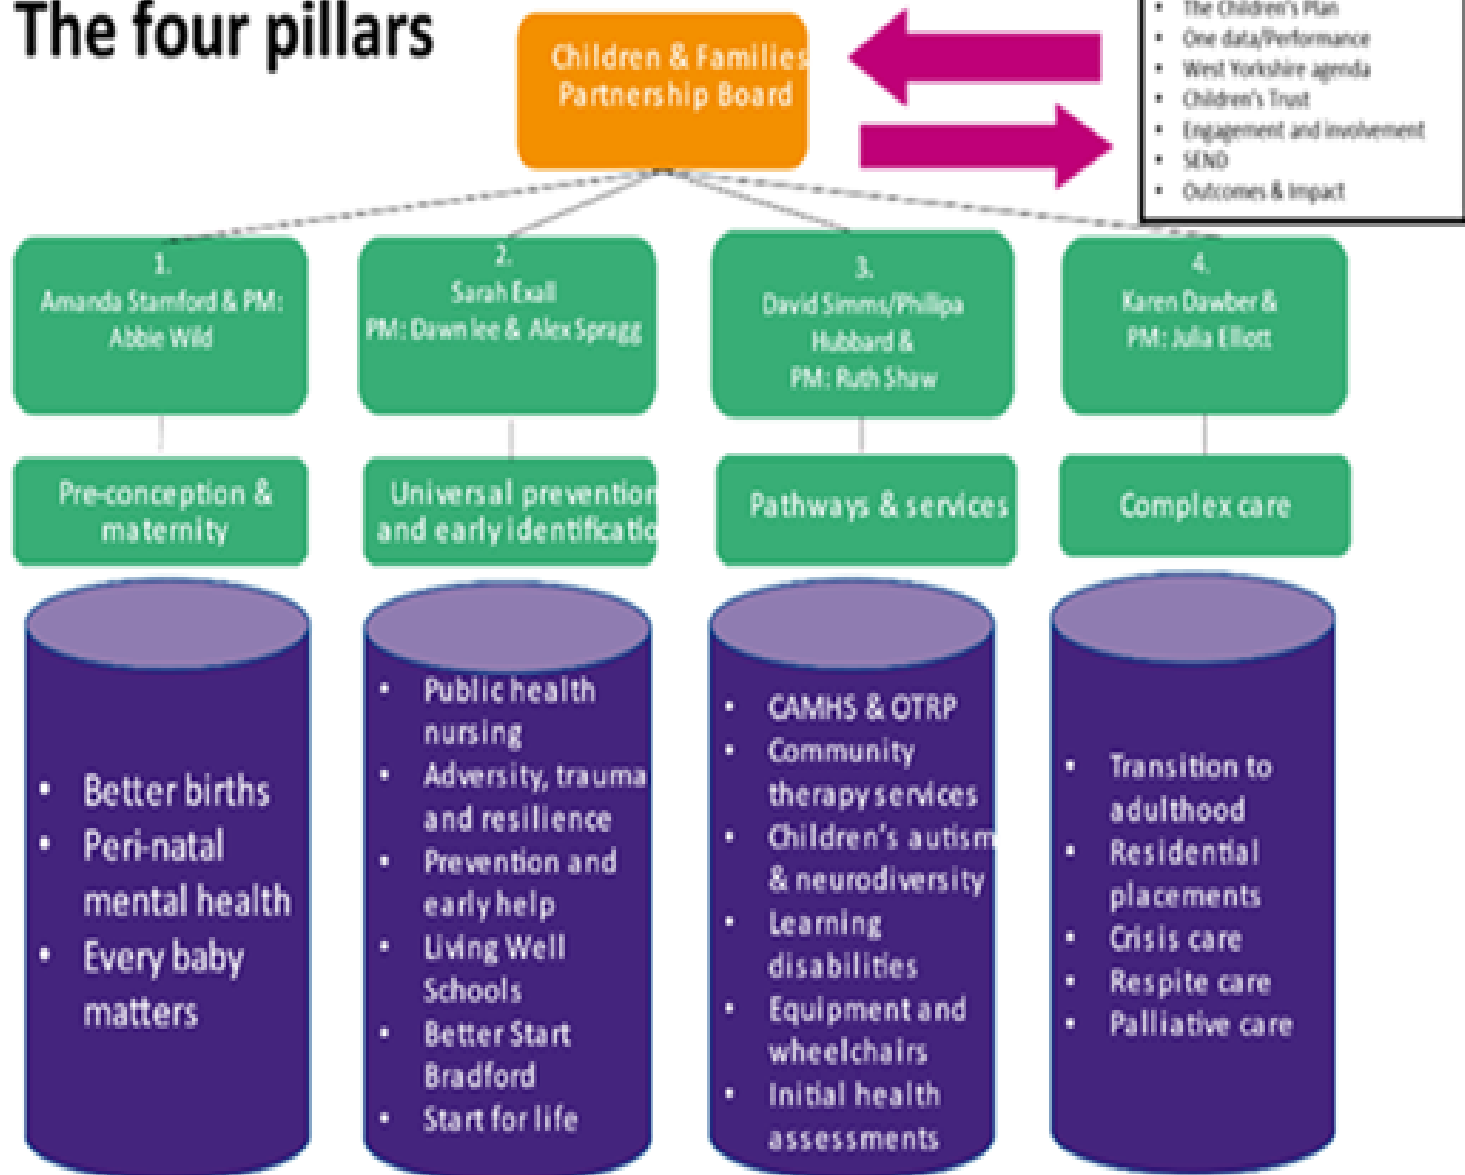 The four pillars
Children & Families
Partnership Board
• The Children's Plan
• One data/Performance
• West Yorkshire agenda
• Children's Trust
• Engagement and involvement
• SEND
• Outcomes & Impact
1.
Amanda Stamford & PM:
Abbie Wild
2.
Sarah Exall
PM: Dawn lee & Alex Spragg
3.
David Simms/Phillipa
Hubbard &
PM: Ruth Shaw
4.
Karen Dawber &
PM: Julia Elliott
Pre-conception &
maternity
Universal prevention
and early identificatio
Pathways & services
Complex care
• Better births
• Peri-natal
mental health
• Every baby
matters
• Public health
nursing
• Adversity, trauma
and resilience
• Prevention and
early help
• Living Well
Schools
• Better Start
Bradford
• Start for life
• CAMHS & OTRP
• Community
therapy services
• Children's autism
& neurodiversity
• Learning
disabilities
• Equipment and
wheelchairs
• Initial health
assessments
• Transition to
adulthood
• Residential
placements
• Crisis care
• Respite care
• Palliative care